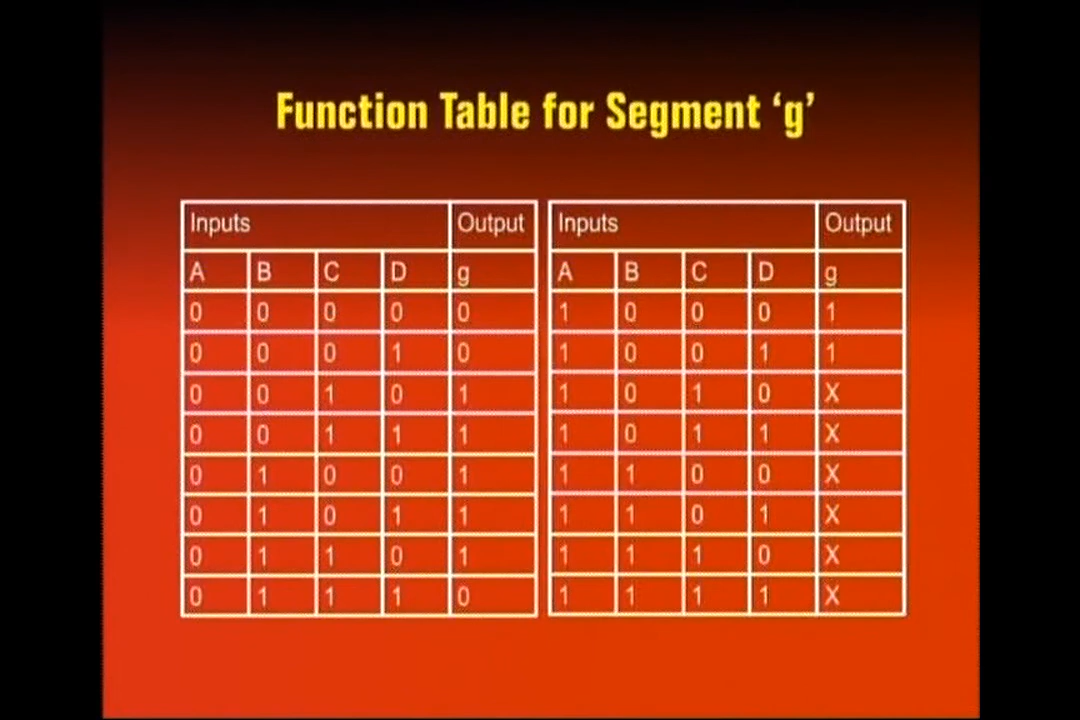 Function Table for Segment ‘g’
Inputs Output Inputs Output
A B C D g A B C D g
0 0 0 0 0 1 0 0 0 1
0 0 0 1 0 1 0 0 1 1
0 0 1 0 1 1 0 1 0 X
0 0 1 1 1 1 0 1 1 X
0 1 0 0 1 1 1 0 0 X
0 1 0 1 1 1 1 0 1 X
0 1 1 0 1 1 1 1 0 X
0 1 1 1 0 1 1 1 1 X